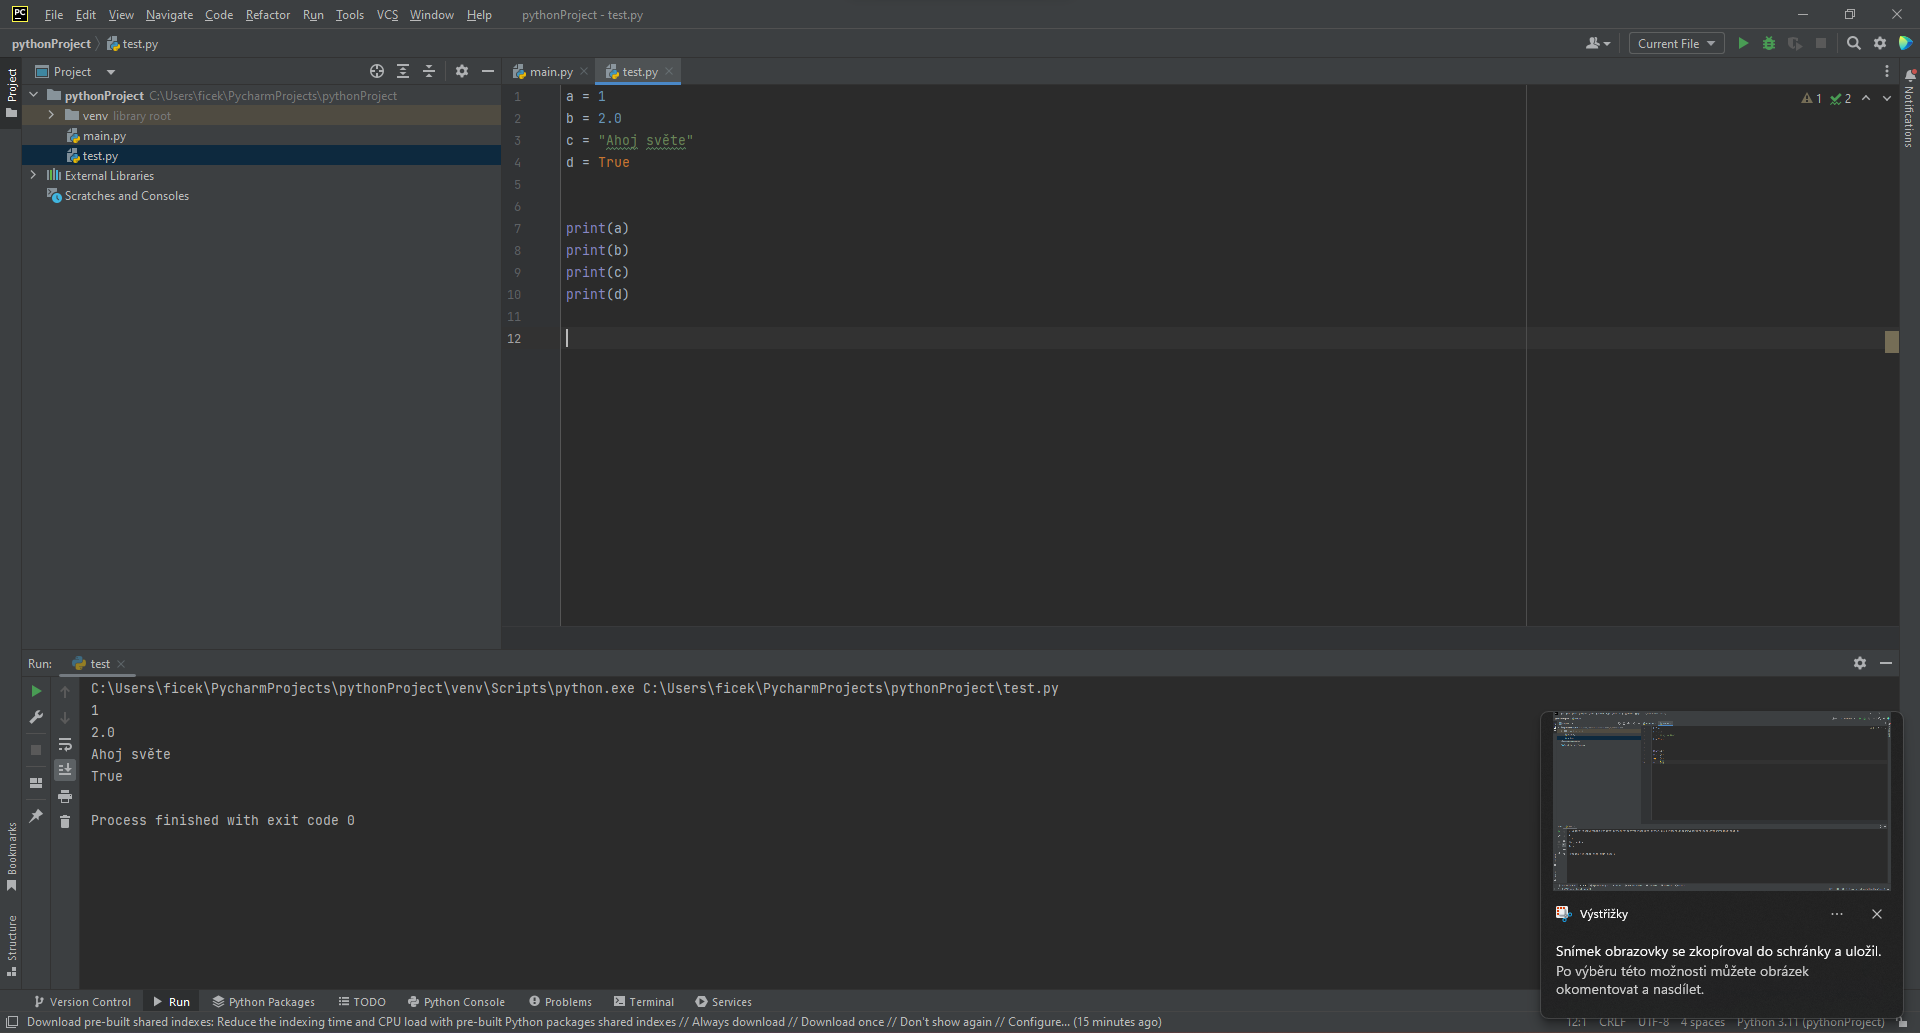 PC File Edit View Navigate Code Refactor Run Tools VCS Window Help pythonProject - test.py
pythonProject test.py Current File
Project main.py test.py
pythonProject C:\Users\ficek\PycharmProjects\pythonProject
venv library root
main.py
test.py
External Libraries
Scratches and Consoles
Project
Notifications
1 2
1 a = 1
2 b = 2.0
3 c = "Ahoj světe"
4 d = True
5
6
7 print(a)
8 print(b)
9 print(c)
10 print(d)
11
12
Run: test
C:\Users\ficek\PycharmProjects\pythonProject\venv\Scripts\python.exe C:\Users\ficek\PycharmProjects\pythonProject\test.py
1
2.0
Ahoj světe
True
Process finished with exit code 0
Bookmarks
Structure
Výstřižky
Snímek obrazovky se zkopíroval do schránky a uložil.
Po výběru této možnosti můžete obrázek
okomentovat a nasdílet.
Version Control Run Python Packages TODO Python Console Problems Terminal Services
Download pre-built shared indexes: Reduce the indexing time and CPU load with pre-built Python packages shared indexes // Always download // Download once // Don't show again // Configure... (15 minutes ago) 12:1 CRLF UTF-8 4 spaces Python 3.11 (pythonProject)